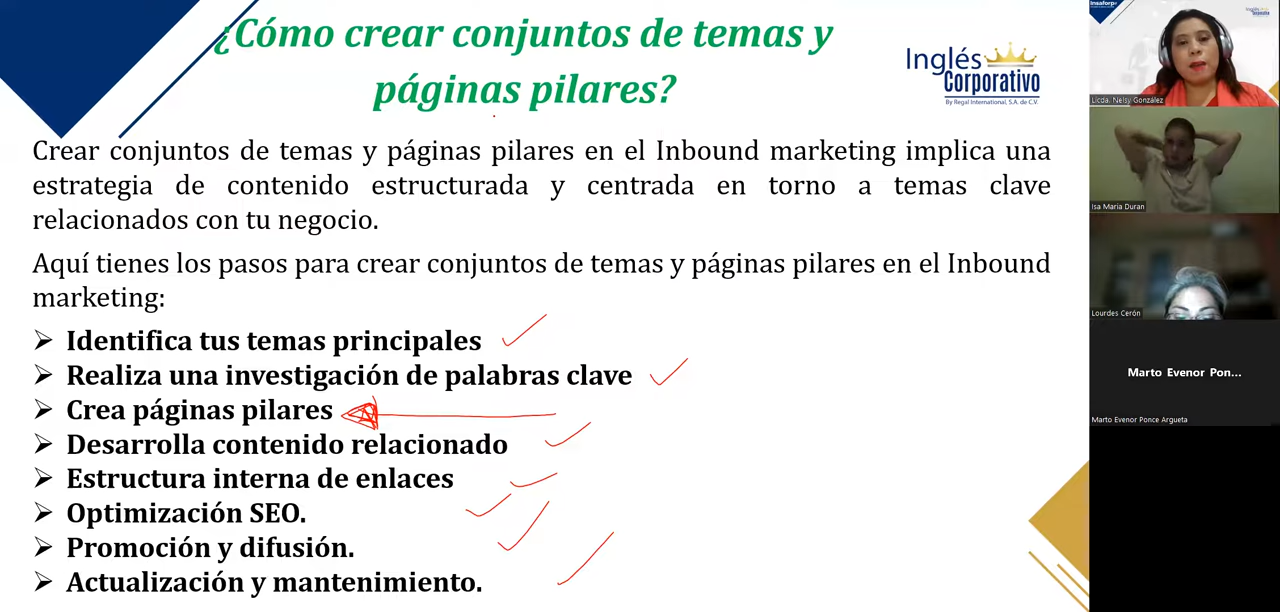 ¿Cómo crear conjuntos de temas y
páginas pilares?
Inglés
Corporativo
By Regal International, S.A. de C.V.
Crear conjuntos de temas y páginas pilares en el Inbound marketing implica una
estrategia de contenido estructurada y centrada en torno a temas clave
relacionados con tu negocio.
Aquí tienes los pasos para crear conjuntos de temas y páginas pilares en el Inbound
marketing:
Identifica tus temas principales
Realiza una investigación de palabras clave
Crea páginas pilares
Desarrolla contenido relacionado
Estructura interna de enlaces
Optimización SEO.
Promoción y difusión.
Actualización y mantenimiento.
Insaforp
Licda. Nelsy González
Isa Maria Duran
Lourdes Cerón
Marto Evenor Pon...
Marto Evenor Ponce Argueta